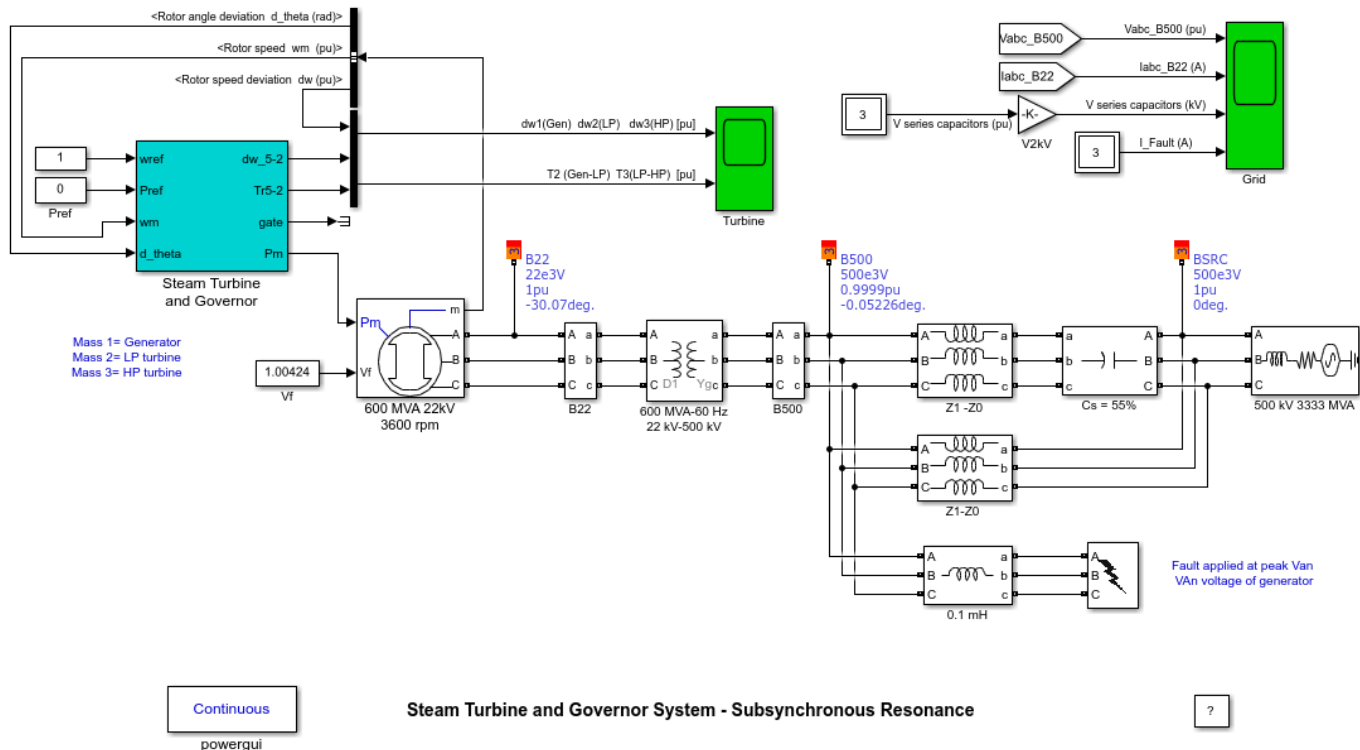 <Rotor angle deviation  d_theta (rad)>
<Rotor speed  wm  (pu)>
<Rotor speed deviation  dw (pu)>
1
0
Pref
wref
Pref
wm
d_theta
dw_5-2
Tr5-2
gate
Pm
Steam Turbine
and Governor
dw1(Gen)  dw2(LP)   dw3(HP) [pu]
T2 (Gen-LP)  T3(LP-HP)  [pu]
Turbine
Vabc_B500
Iabc_B22
3
V series capacitors (pu)
-K-
V2kV
3
Vabc_B500 (pu)
Iabc_B22 (A)
V series capacitors (kV)
I_Fault (A)
Grid
Mass 1= Generator
Mass 2= LP turbine
Mass 3= HP turbine
1.00424
Vf
Pm
Vf
m
A
B
C
600 MVA 22kV
3600 rpm
3
B22
22e3V
1pu
-30.07deg.
A a
B b
C c
B22
A a
B b
C c
D1 Yg
600 MVA-60 Hz
22 kV-500 kV
A a
B b
C c
B500
3
B500
500e3V
0.9999pu
-0.05226deg.
A a
B b
C c
Z1 -Z0
a A
b B
c C
Cs = 55%
3
BSRC
500e3V
1pu
0deg.
A
B
C
500 kV 3333 MVA
A a
B b
C c
Z1-Z0
A a
B b
C c
0.1 mH
A
B
C
Fault applied at peak Van
VAn voltage of generator
Continuous
powergui
Steam Turbine and Governor System - Subsynchronous Resonance
?